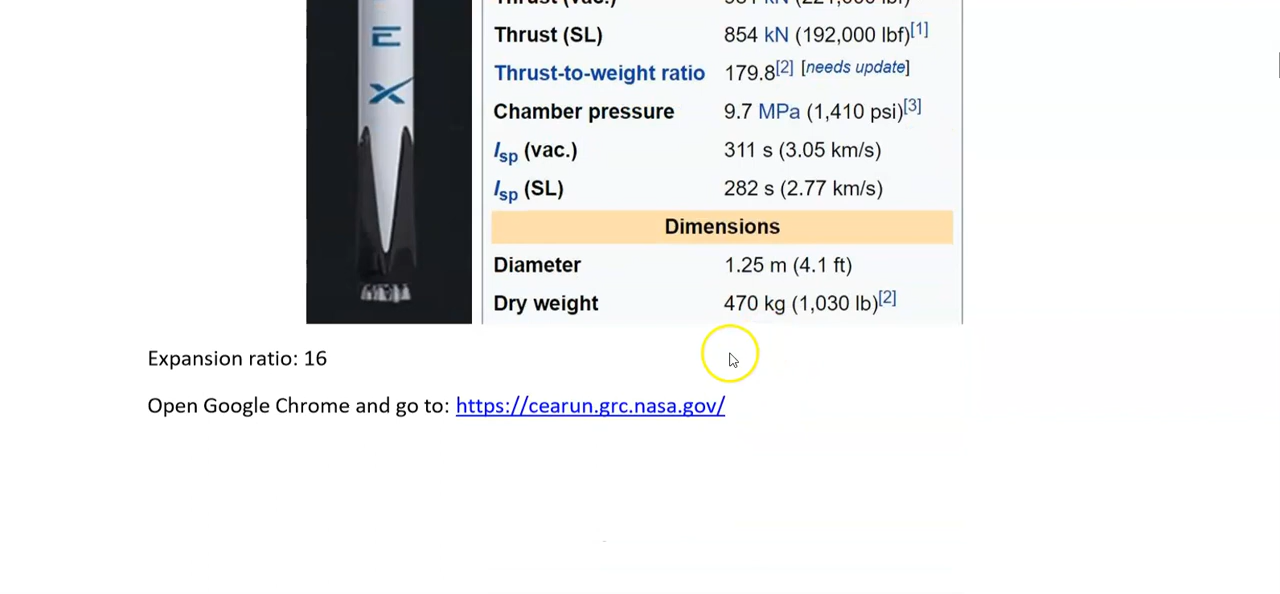 E
X
Thrust (SL) 854 kN (192,000 lbf)[1]
Thrust-to-weight ratio 179.8[2] [needs update]
Chamber pressure 9.7 MPa (1,410 psi)[3]
Isp (vac.) 311 s (3.05 km/s)
Isp (SL) 282 s (2.77 km/s)
Dimensions
Diameter 1.25 m (4.1 ft)
Dry weight 470 kg (1,030 lb)[2]
Expansion ratio: 16
Open Google Chrome and go to: https://cearun.grc.nasa.gov/